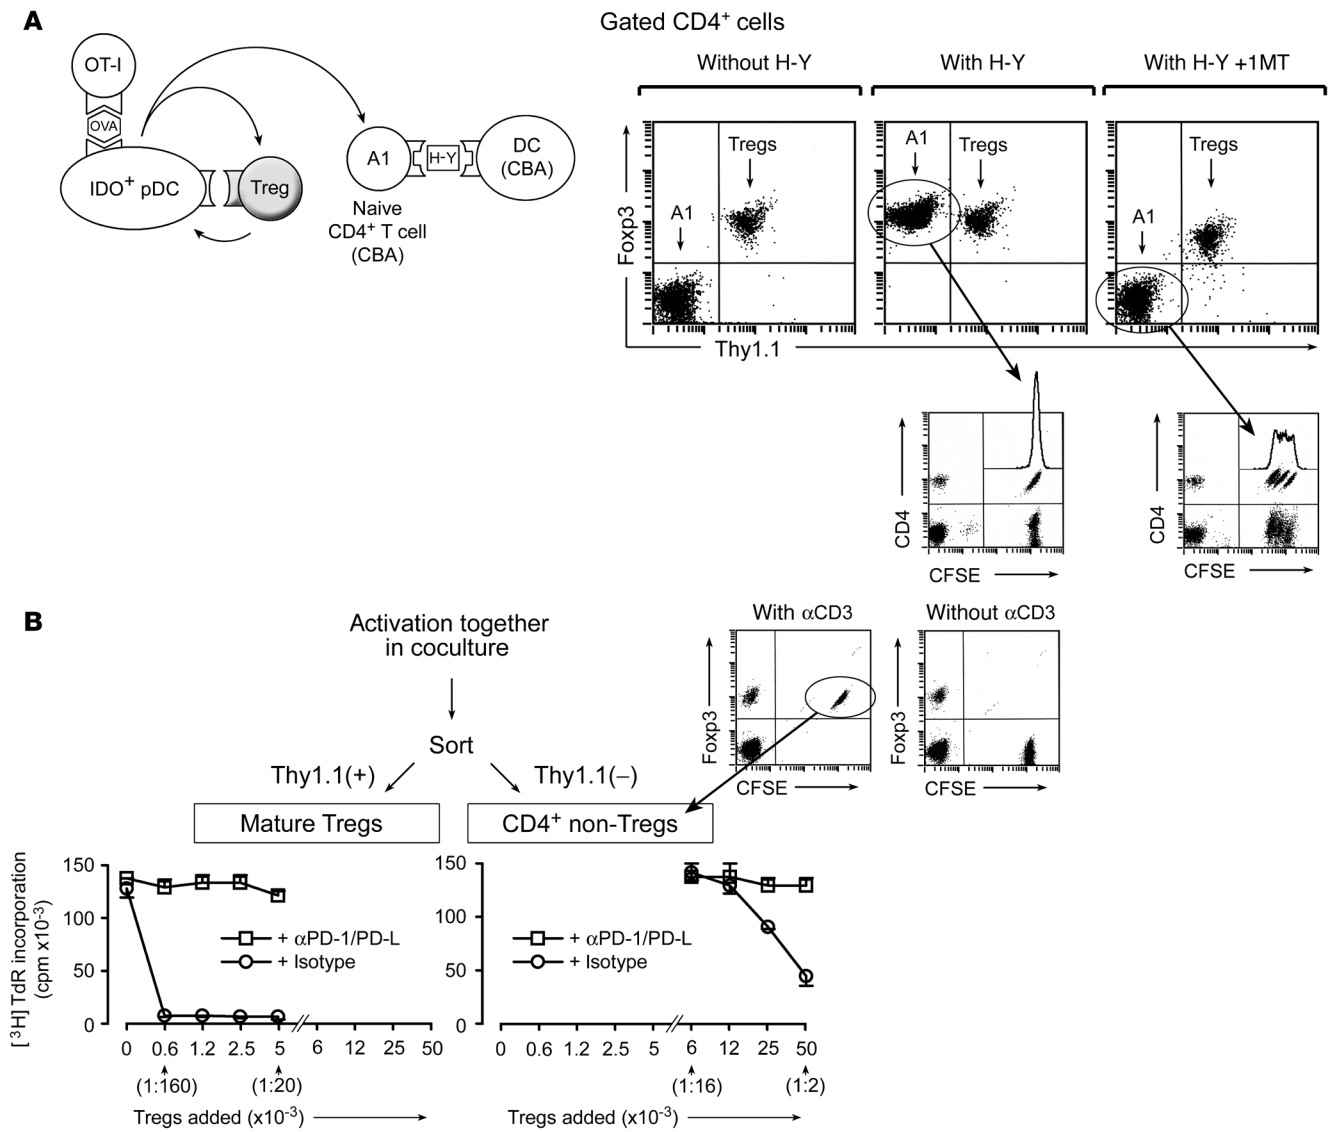 A
Gated CD4+ cells
OT-I
OVA
IDO+ pDC
Treg
A1
H-Y
DC
(CBA)
Naive
CD4+ T cell
(CBA)
Without H-Y
With H-Y
With H-Y +1MT
Foxp3
A1
Tregs
A1
Tregs
A1
Tregs
Thy1.1
CD4
CFSE
CD4
CFSE
B
Activation together
in coculture
Sort
Thy1.1(+)
Thy1.1(–)
Mature Tregs
CD4+ non-Tregs
With αCD3
Without αCD3
Foxp3
CFSE
Foxp3
CFSE
[3H] TdR incorporation
(cpm x10-3)
150
100
50
0
+ αPD-1/PD-L
+ Isotype
0 0.6 1.2 2.5 5 6 12 25 50
(1:160) (1:20)
Tregs added (x10-3)
150
100
50
0
+ αPD-1/PD-L
+ Isotype
0 0.6 1.2 2.5 5 6 12 25 50
(1:16) (1:2)
Tregs added (x10-3)